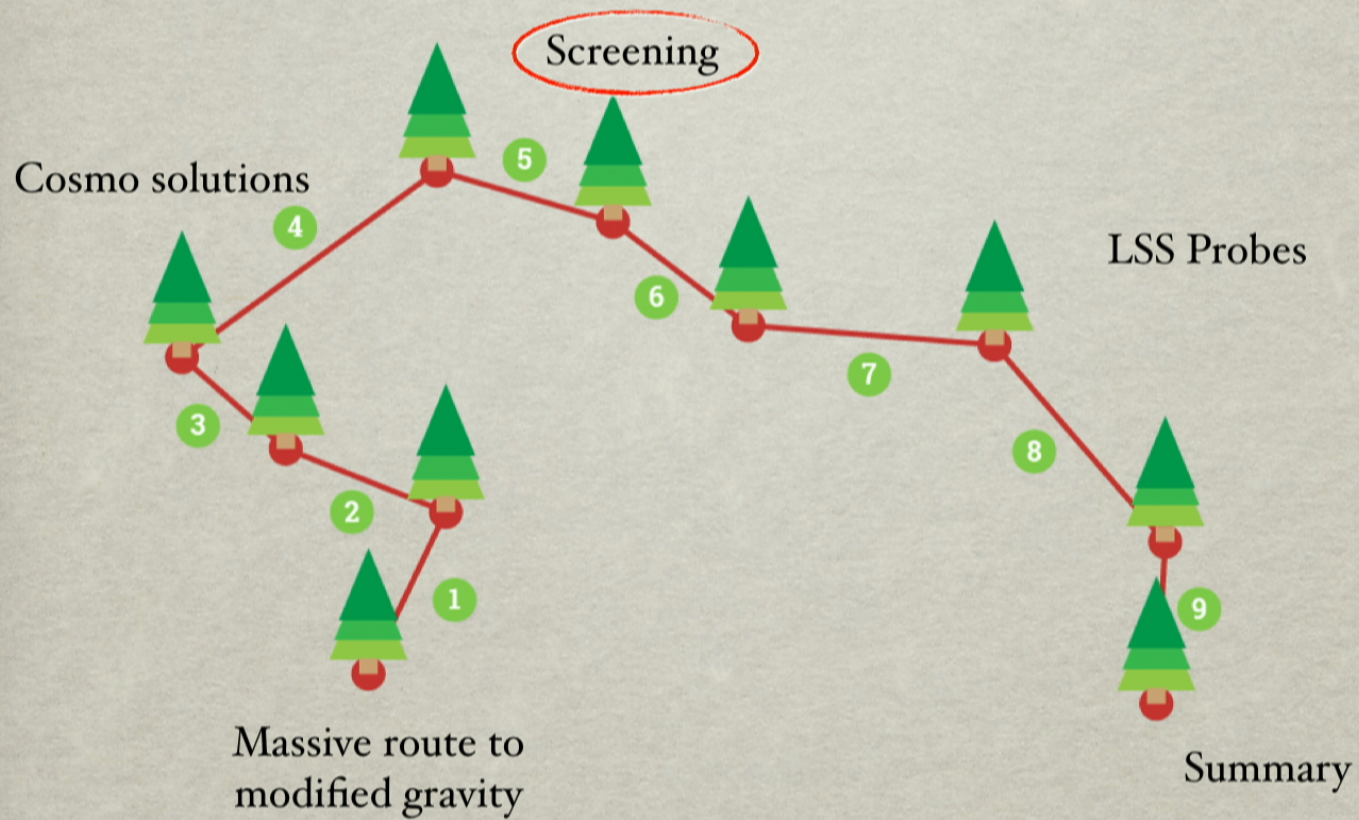 Screening
5
Cosmo solutions
4
LSS Probes
6
7
3
8
2
1
9
Massive route to
modified gravity
Summary